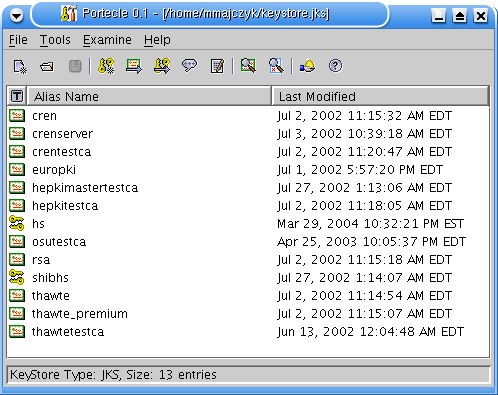 Portecle 0.1 - [/home/mmajczyk/keystore.jks]
File Tools Examine Help
T Alias Name Last Modified
cren Jul 2, 2002 11:15:32 AM EDT
crenserver Jul 3, 2002 10:39:18 AM EDT
crentestca Jul 2, 2002 11:20:47 AM EDT
europki Jul 1, 2002 5:57:20 PM EDT
hepkimastertestca Jul 27, 2002 1:13:06 AM EDT
hepkitestca Jul 2, 2002 11:18:05 AM EDT
hs Mar 29, 2004 10:32:21 PM EST
osutestca Apr 25, 2003 10:05:37 PM EDT
rsa Jul 2, 2002 11:15:18 AM EDT
shibhs Jul 27, 2002 1:14:07 AM EDT
thawte Jul 2, 2002 11:14:54 AM EDT
thawte_premium Jul 2, 2002 11:15:07 AM EDT
thawtetestca Jun 13, 2002 12:04:48 AM EDT
KeyStore Type: JKS, Size: 13 entries